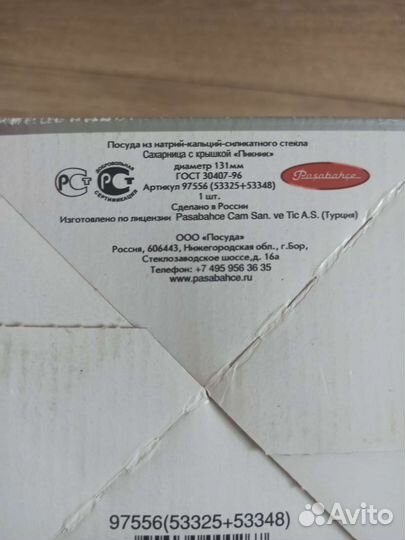 Посуда из натрий-кальций-силикатного стекла
Сахарница с крышкой «Пикник»
диаметр 131мм
ГОСТ 30407-96
Артикул 97556 (53325+53348)
1 шт.
Сделано в России
Изготовлено по лицензии Pasabahce Cam San. ve Tic A.S. (Турция)
ДОБРОВОЛЬНАЯ
СЕРТИФИКАЦИЯ
Pasabahce
ООО «Посуда»
Россия, 606443, Нижегородская обл., г.Бор,
Стеклозаводское шоссе,д. 16а
Телефон: +7 495 956 36 35
www.pasabahce.ru
97556(53325+53348)
Avito